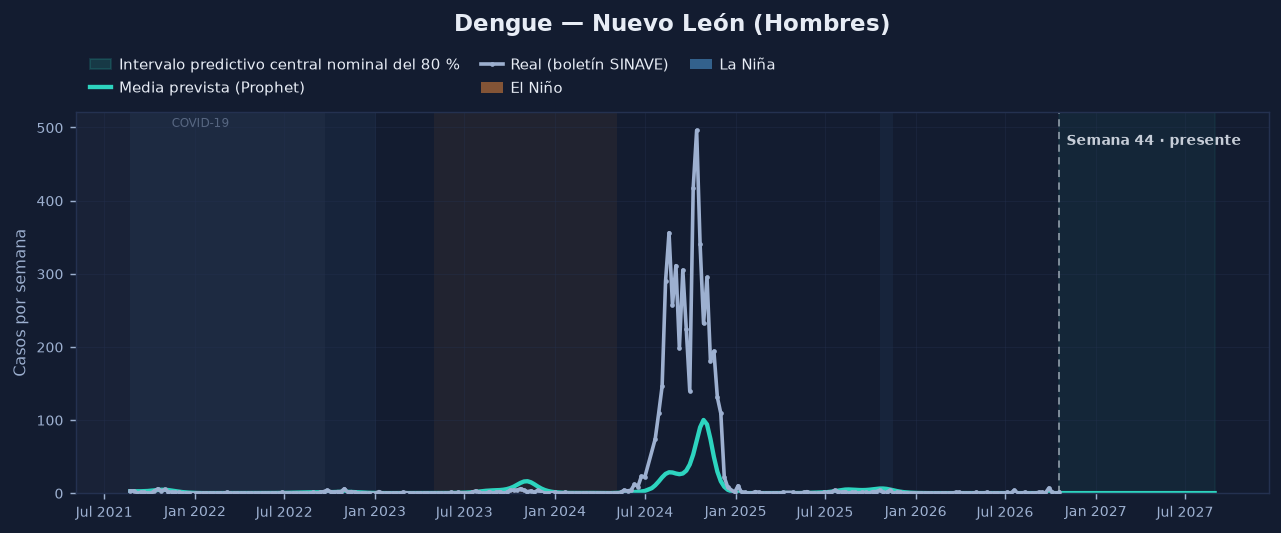 Dengue — Nuevo León (Hombres)
Intervalo predictivo central nominal del 80 %
Media prevista (Prophet)
Real (boletín SINAVE)
El Niño
La Niña
COVID-19
Semana 44 · presente
Casos por semana
500
400
300
200
100
0
Jul 2021
Jan 2022
Jul 2022
Jan 2023
Jul 2023
Jan 2024
Jul 2024
Jan 2025
Jul 2025
Jan 2026
Jul 2026
Jan 2027
Jul 2027